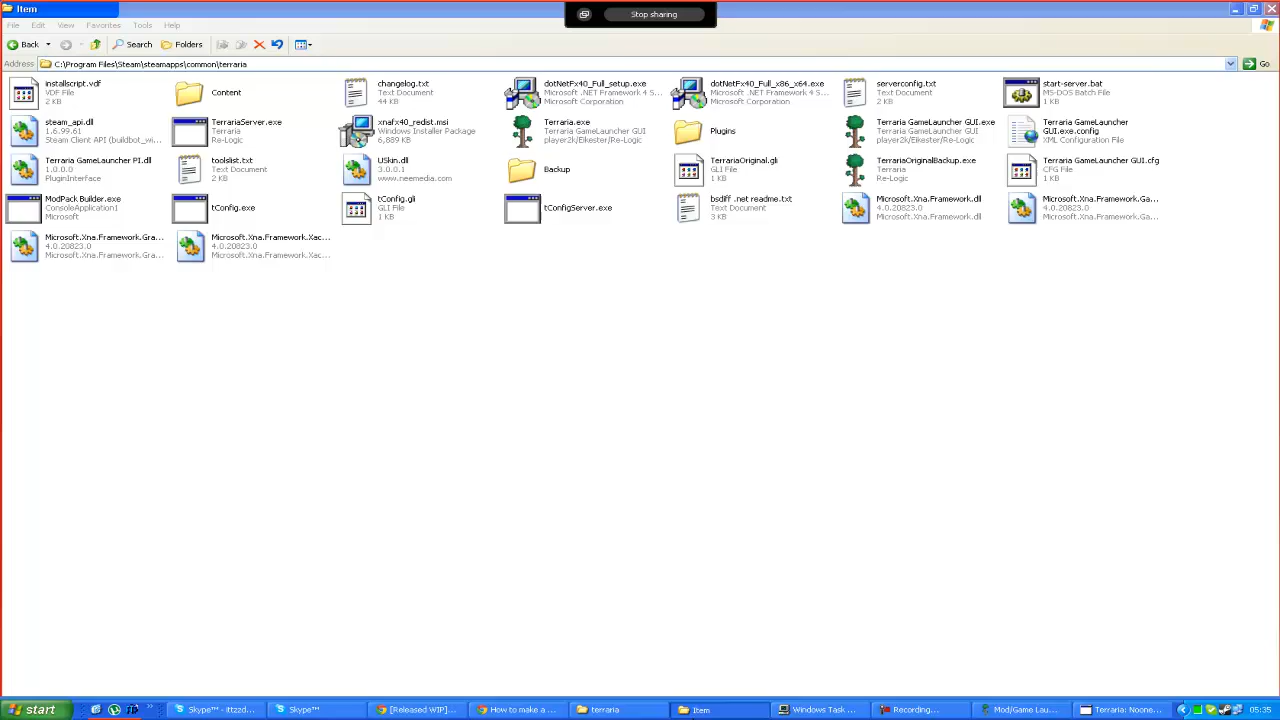 Item
Stop sharing
File Edit View Favorites Tools Help
Back Search Folders
Address C:\Program Files\Steam\steamapps\common\terraria Go
installscript.vdf
VDF File
2 KB
Content
changelog.txt
Text Document
44 KB
dotNetFx40_Full_setup.exe
Microsoft .NET Framework 4 S...
Microsoft Corporation
dotNetFx40_Full_x86_x64.exe
Microsoft .NET Framework 4 S...
Microsoft Corporation
serverconfig.txt
Text Document
2 KB
start-server.bat
MS-DOS Batch File
1 KB
steam_api.dll
1.6.99.61
Steam Client API (buildbot_wi...
TerrariaServer.exe
Terraria
Re-Logic
xnafx40_redist.msi
Windows Installer Package
6,889 KB
Terraria.exe
Terraria GameLauncher GUI
player2k/Eikester/Re-Logic
Plugins
Terraria GameLauncher GUI.exe
Terraria GameLauncher GUI
player2k/Eikester/Re-Logic
Terraria GameLauncher
GUI.exe.config
XML Configuration File
Terraria GameLauncher PI.dll
1.0.0.0
PluginInterface
toolslist.txt
Text Document
2 KB
USkin.dll
3.0.0.1
www.neemedia.com
Backup
TerrariaOriginal.gli
GLI File
1 KB
TerrariaOriginalBackup.exe
Terraria
Re-Logic
Terraria GameLauncher GUI.cfg
CFG File
1 KB
ModPack Builder.exe
ConsoleApplication1
Microsoft
tConfig.exe
tConfig.gli
GLI File
1 KB
tConfigServer.exe
bsdiff .net readme.txt
Text Document
3 KB
Microsoft.Xna.Framework.dll
4.0.20823.0
Microsoft.Xna.Framework.dll
Microsoft.Xna.Framework.Ga...
4.0.20823.0
Microsoft.Xna.Framework.Ga...
Microsoft.Xna.Framework.Gra...
4.0.20823.0
Microsoft.Xna.Framework.Gra...
Microsoft.Xna.Framework.Xac...
4.0.20823.0
Microsoft.Xna.Framework.Xac...
start Skype™ - ittzzd... Skype™ [Released WIP]... How to make a ... terraria Item Windows Task ... Recording... Mod/Game Lau... Terraria: Noone... 05:35